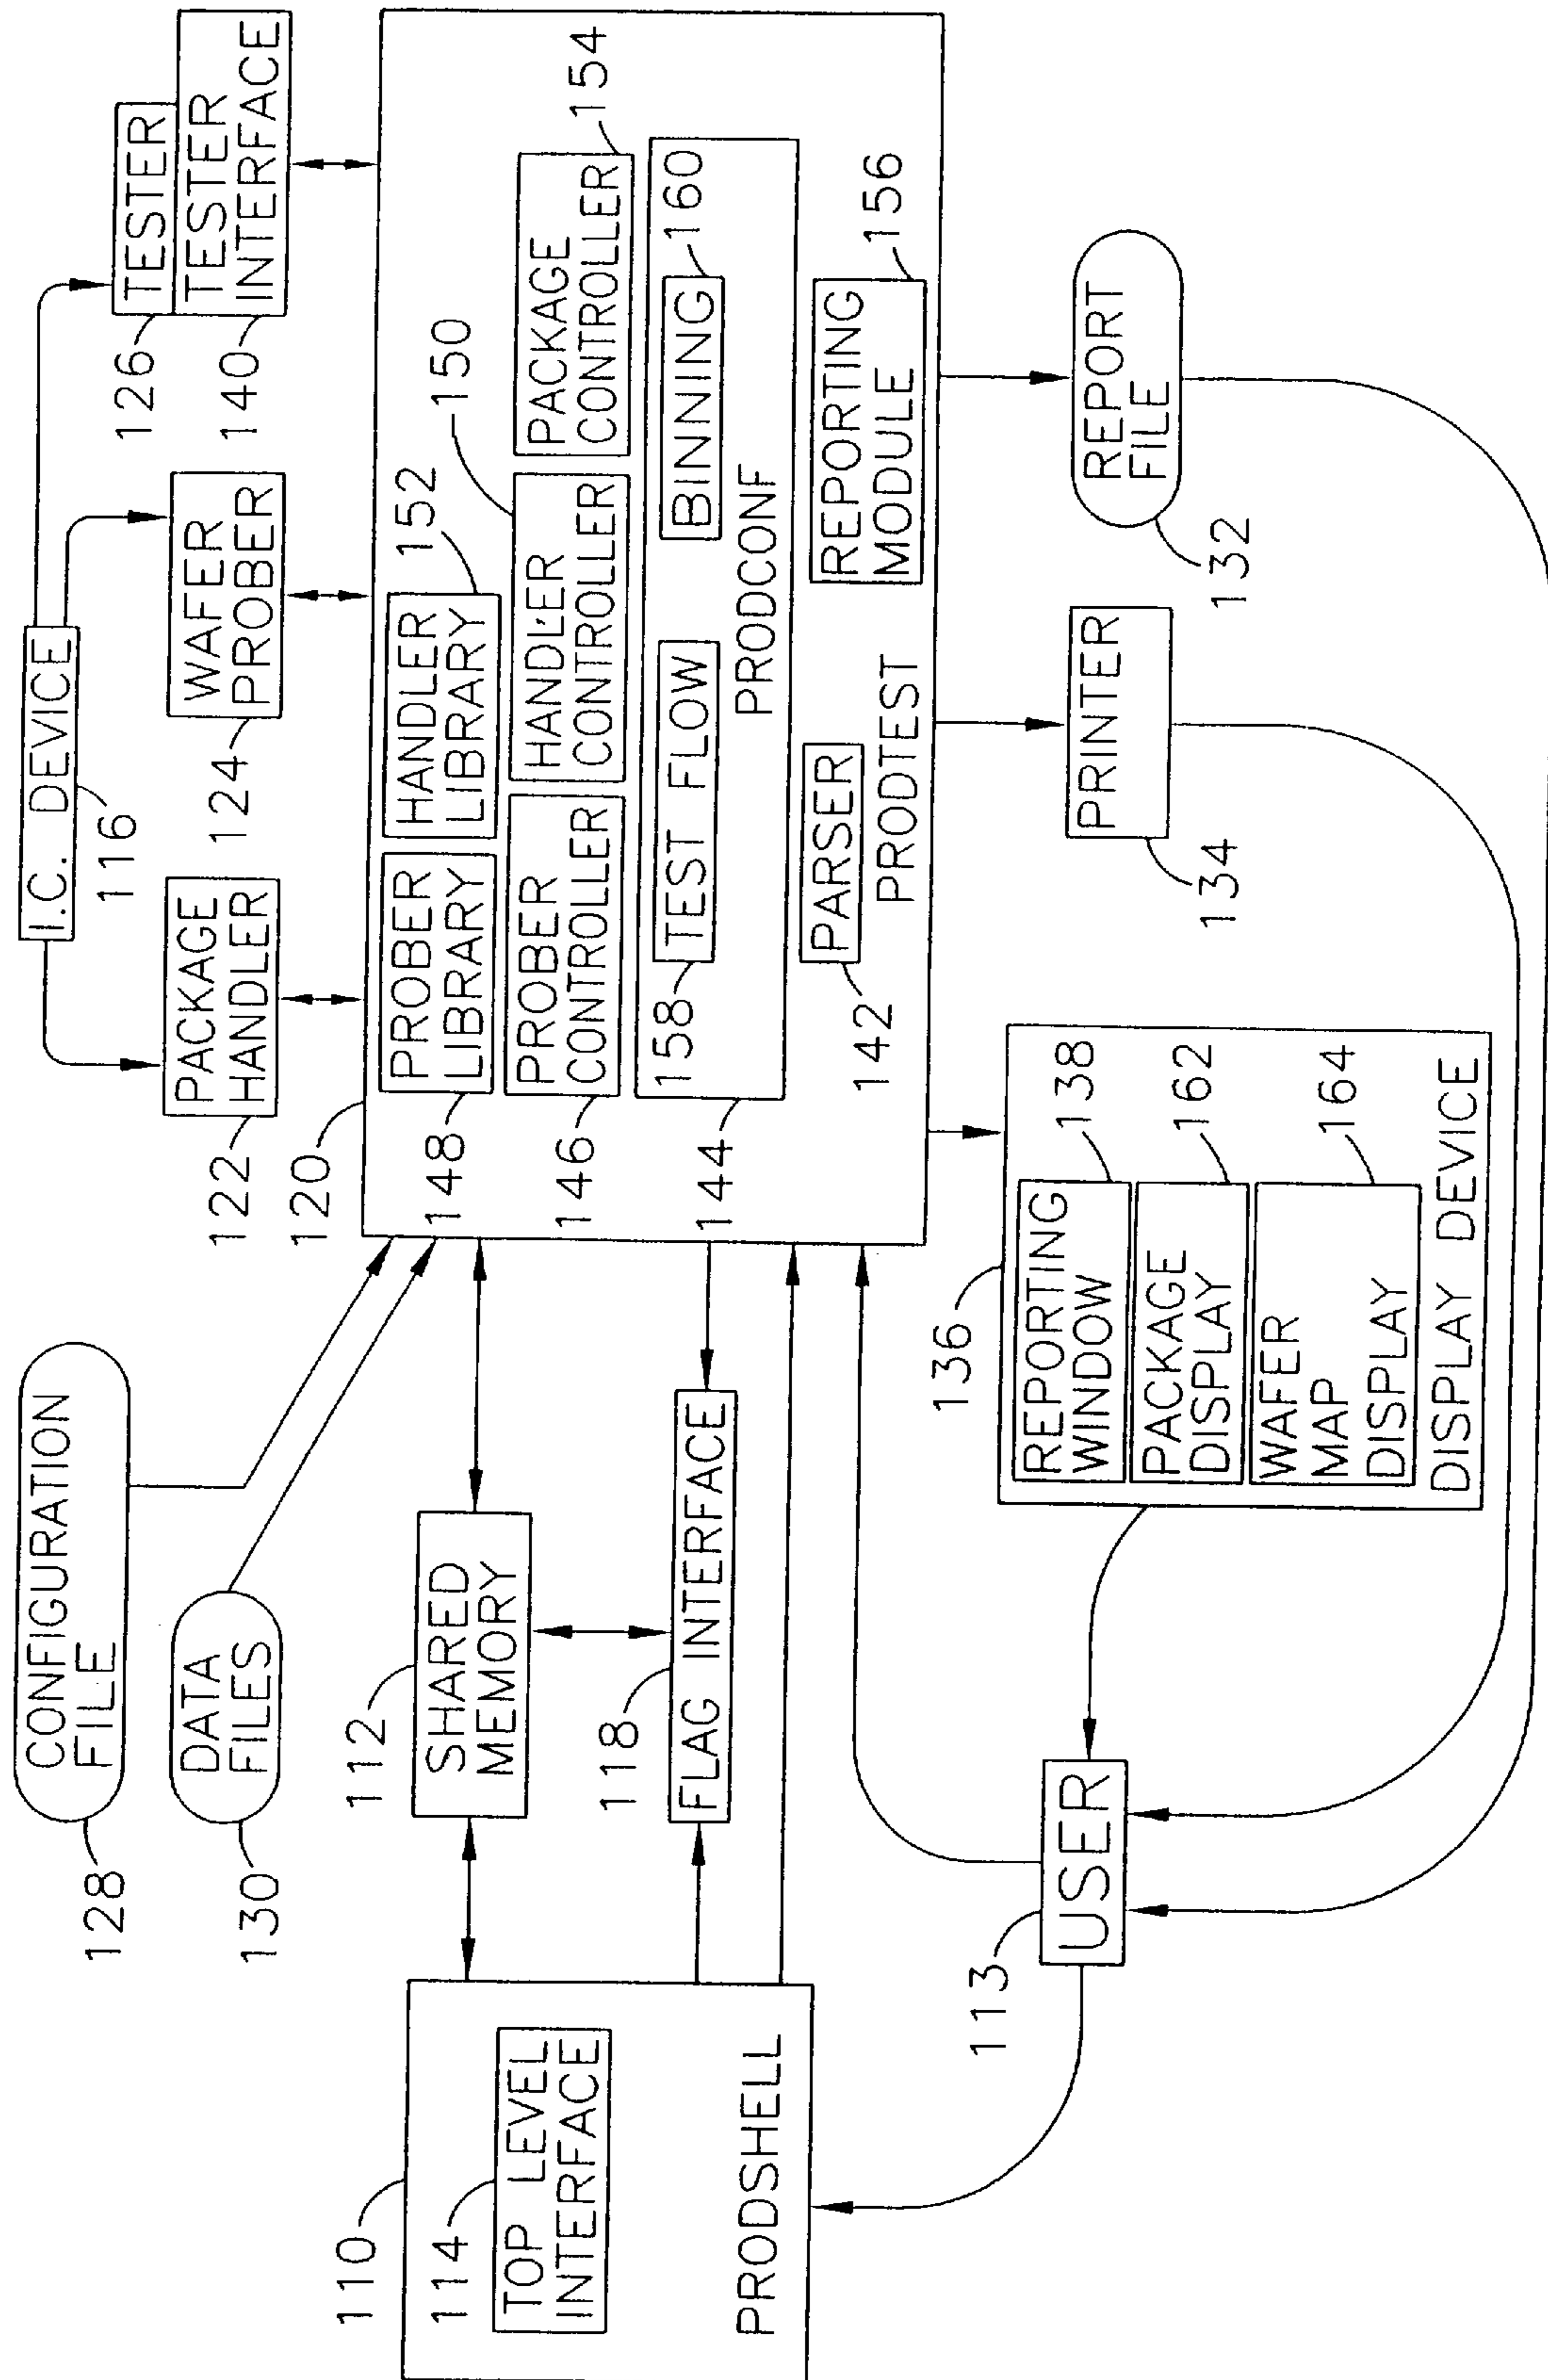 110
114
TOP LEVEL
INTERFACE
PRODSHELL
128
CONFIGURATION
FILE
130
DATA
FILES
112
SHARED
MEMORY
118
FLAG INTERFACE
113
USER
I.C. DEVICE
116
122
PACKAGE
HANDLER
124
WAFER
PROBER
126
TESTER
140
TESTER
INTERFACE
120
148
PROBER
LIBRARY
HANDLER
LIBRARY
152
146
PROBER
CONTROLLER
HANDLER
CONTROLLER
150
PACKAGE
CONTROLLER
154
144
158
TEST FLOW
BINNING
160
PRODCONF
142
PARSER
PRODTEST
REPORTING
MODULE
156
136
REPORTING
WINDOW
138
PACKAGE
DISPLAY
162
WAFER
MAP
DISPLAY
164
DISPLAY DEVICE
PRINTER
134
REPORT
FILE
132